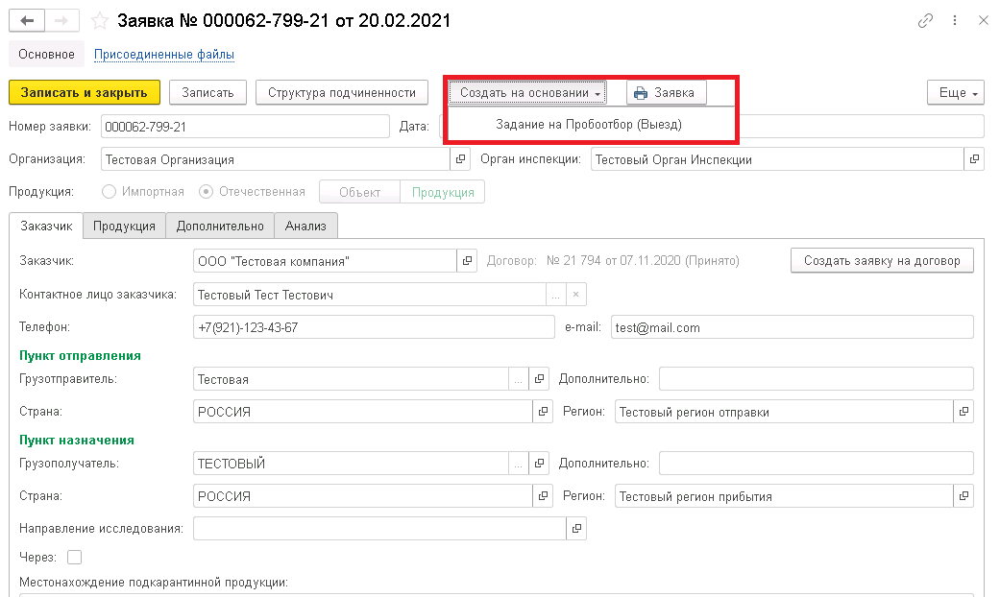 Заявка № 000062-799-21 от 20.02.2021
Основное Присоединенные файлы
Записать и закрыть Записать Структура подчиненности Создать на основании Заявка Еще
Задание на Пробоотбор (Выезд)
Номер заявки: 000062-799-21 Дата:
Организация: Тестовая Организация Орган инспекции: Тестовый Орган Инспекции
Продукция: Импортная Отечественная Объект Продукция
Заказчик Продукция Дополнительно Анализ
Заказчик: ООО "Тестовая компания" Договор: № 21 794 от 07.11.2020 (Принято) Создать заявку на договор
Контактное лицо заказчика: Тестовый Тест Тестович ... ×
Телефон: +7(921)-123-43-67 e-mail: test@mail.com
Пункт отправления
Грузотправитель: Тестовая ... Дополнительно:
Страна: РОССИЯ Регион: Тестовый регион отправки
Пункт назначения
Грузополучатель: ТЕСТОВЫЙ ... Дополнительно:
Страна: РОССИЯ Регион: Тестовый регион прибытия
Направление исследования:
Через:
Местонахождение подкарантинной продукции: